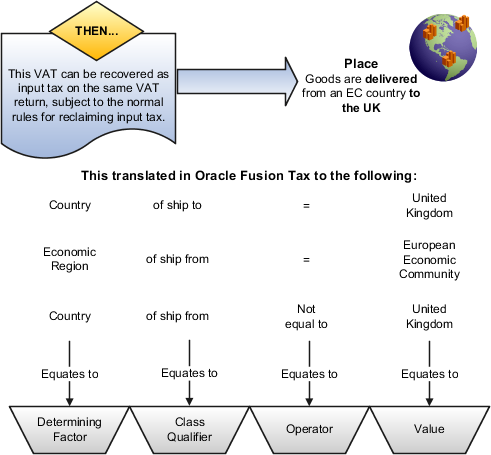 THEN...
This VAT can be recovered as
input tax on the same VAT
return, subject to the normal
rules for reclaiming input tax.
Place
Goods are delivered
from an EC country to
the UK
This translated in Oracle Fusion Tax to the following:
Country of ship to = United
Kingdom
Economic
Region of ship from = European
Economic
Community
Country of ship from Not
equal to United
Kingdom
Equates to Equates to Equates to Equates to
Determining
Factor Class
Qualifier Operator Value